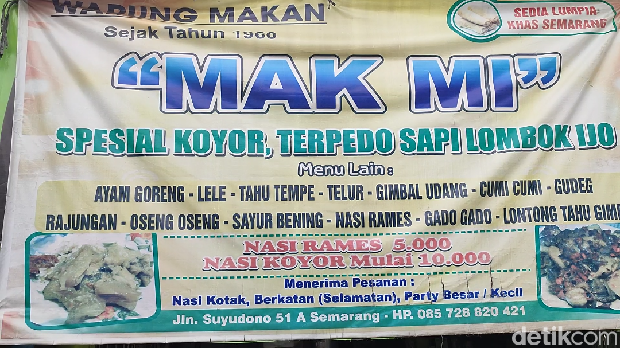 WARUNG MAKAN
Sejak Tahun 1960
SEDIA LUMPIA
KHAS SEMARANG
"MAK MI"
SPESIAL KOYOR, TERPEDO SAPI LOMBOK IJO
Menu Lain :
AYAM GORENG - LELE - TAHU TEMPE - TELUR - GIMBAL UDANG - CUMI CUMI - GUDEG
RAJUNGAN - OSENG OSENG - SAYUR BENING - NASI RAMES - GADO GADO - LONTONG TAHU GIM
NASI RAMES 5.000
NASI KOYOR Mulai 10.000
Menerima Pesanan :
Nasi Kotak, Berkatan (Selamatan), Party Besar / Kecil
Jln. Suyudono 51 A Semarang - HP. 085 728 820 421
detikcom